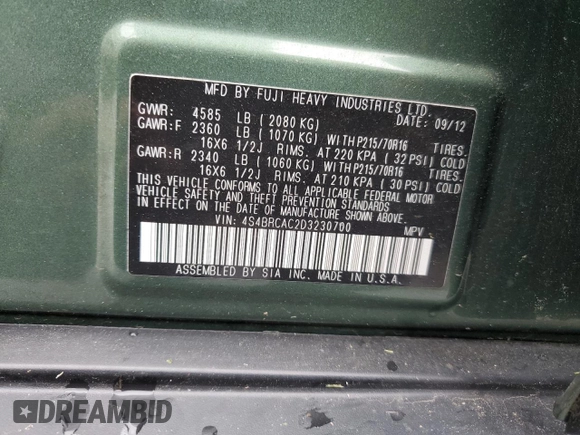 MFD BY FUJI HEAVY INDUSTRIES LTD.
GVWR: 4585 LB ( 2080 KG) DATE: 09/12
GAWR:F 2360 LB ( 1070 KG) WITH P215/70R16 TIRES.
16X6 1/2J RIMS. AT 220 KPA ( 32 PSI) COLD
GAWR:R 2340 LB ( 1060 KG) WITH P215/70R16 TIRES.
16X6 1/2J RIMS. AT 210 KPA ( 30 PSI) COLD
THIS VEHICLE CONFORMS TO ALL APPLICABLE FEDERAL MOTOR
VEHICLE SAFETY, BUMPER, AND THEFT PREVENTION STANDARDS
IN EFFECT ON THE DATE OF MANUFACTURE SHOWN ABOVE.
VIN: 4S4BRCAC2D3230700 MPV
ASSEMBLED BY SIA INC. MADE IN U.S.A.
DREAMBID